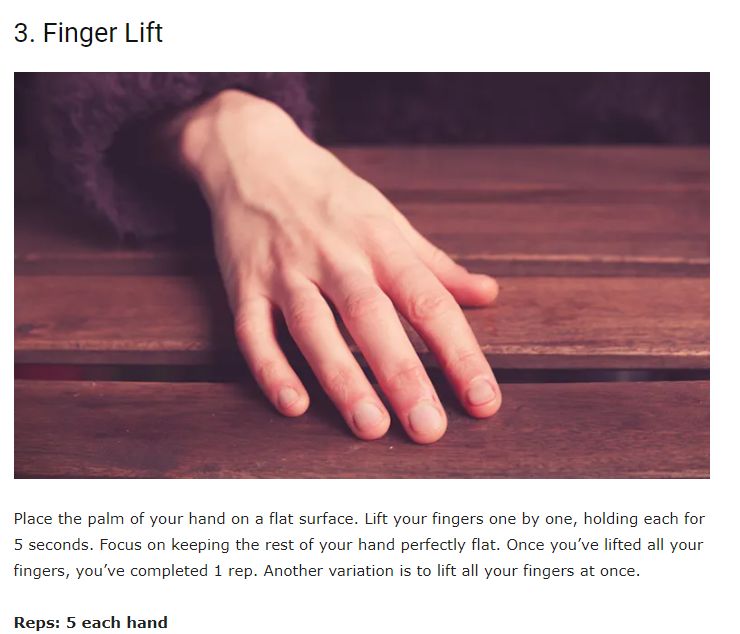 3. Finger Lift
Place the palm of your hand on a flat surface. Lift your fingers one by one, holding each for
5 seconds. Focus on keeping the rest of your hand perfectly flat. Once you’ve lifted all your
fingers, you’ve completed 1 rep. Another variation is to lift all your fingers at once.
Reps: 5 each hand